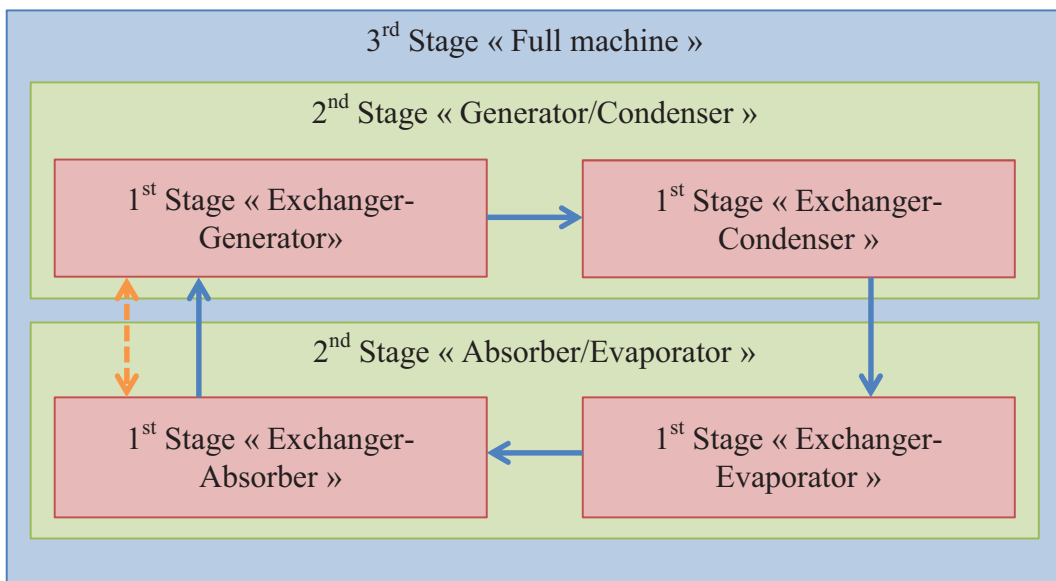 3rd Stage « Full machine »
2nd Stage « Generator/Condenser »
1st Stage « Exchanger-
Generator»
1st Stage « Exchanger-
Condenser »
2nd Stage « Absorber/Evaporator »
1st Stage « Exchanger-
Absorber »
1st Stage « Exchanger-
Evaporator »